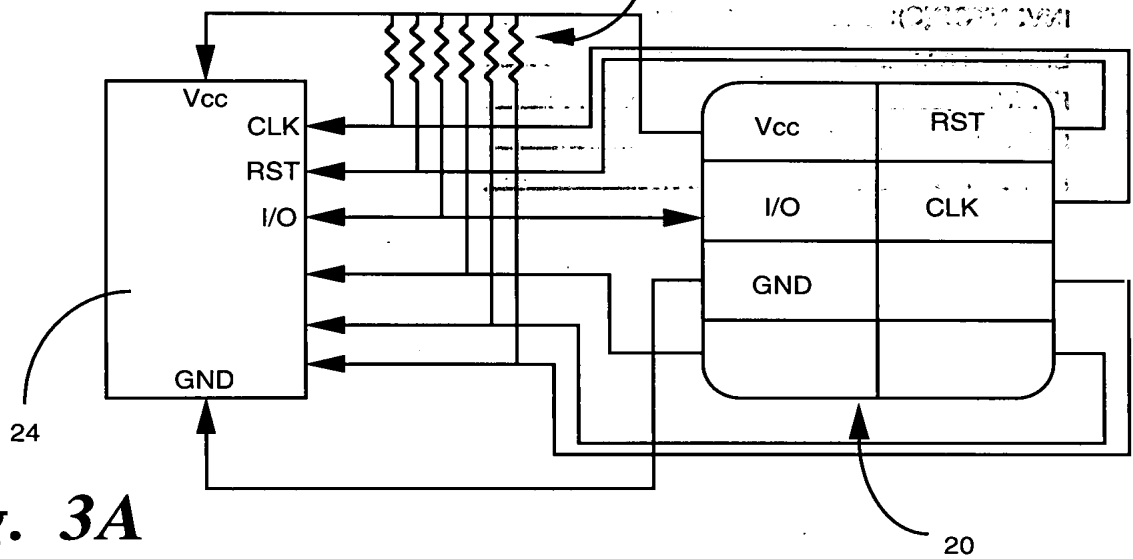 Vcc
CLK
RST
I/O
GND
24
Vcc
RST
I/O
CLK
GND
20
3A